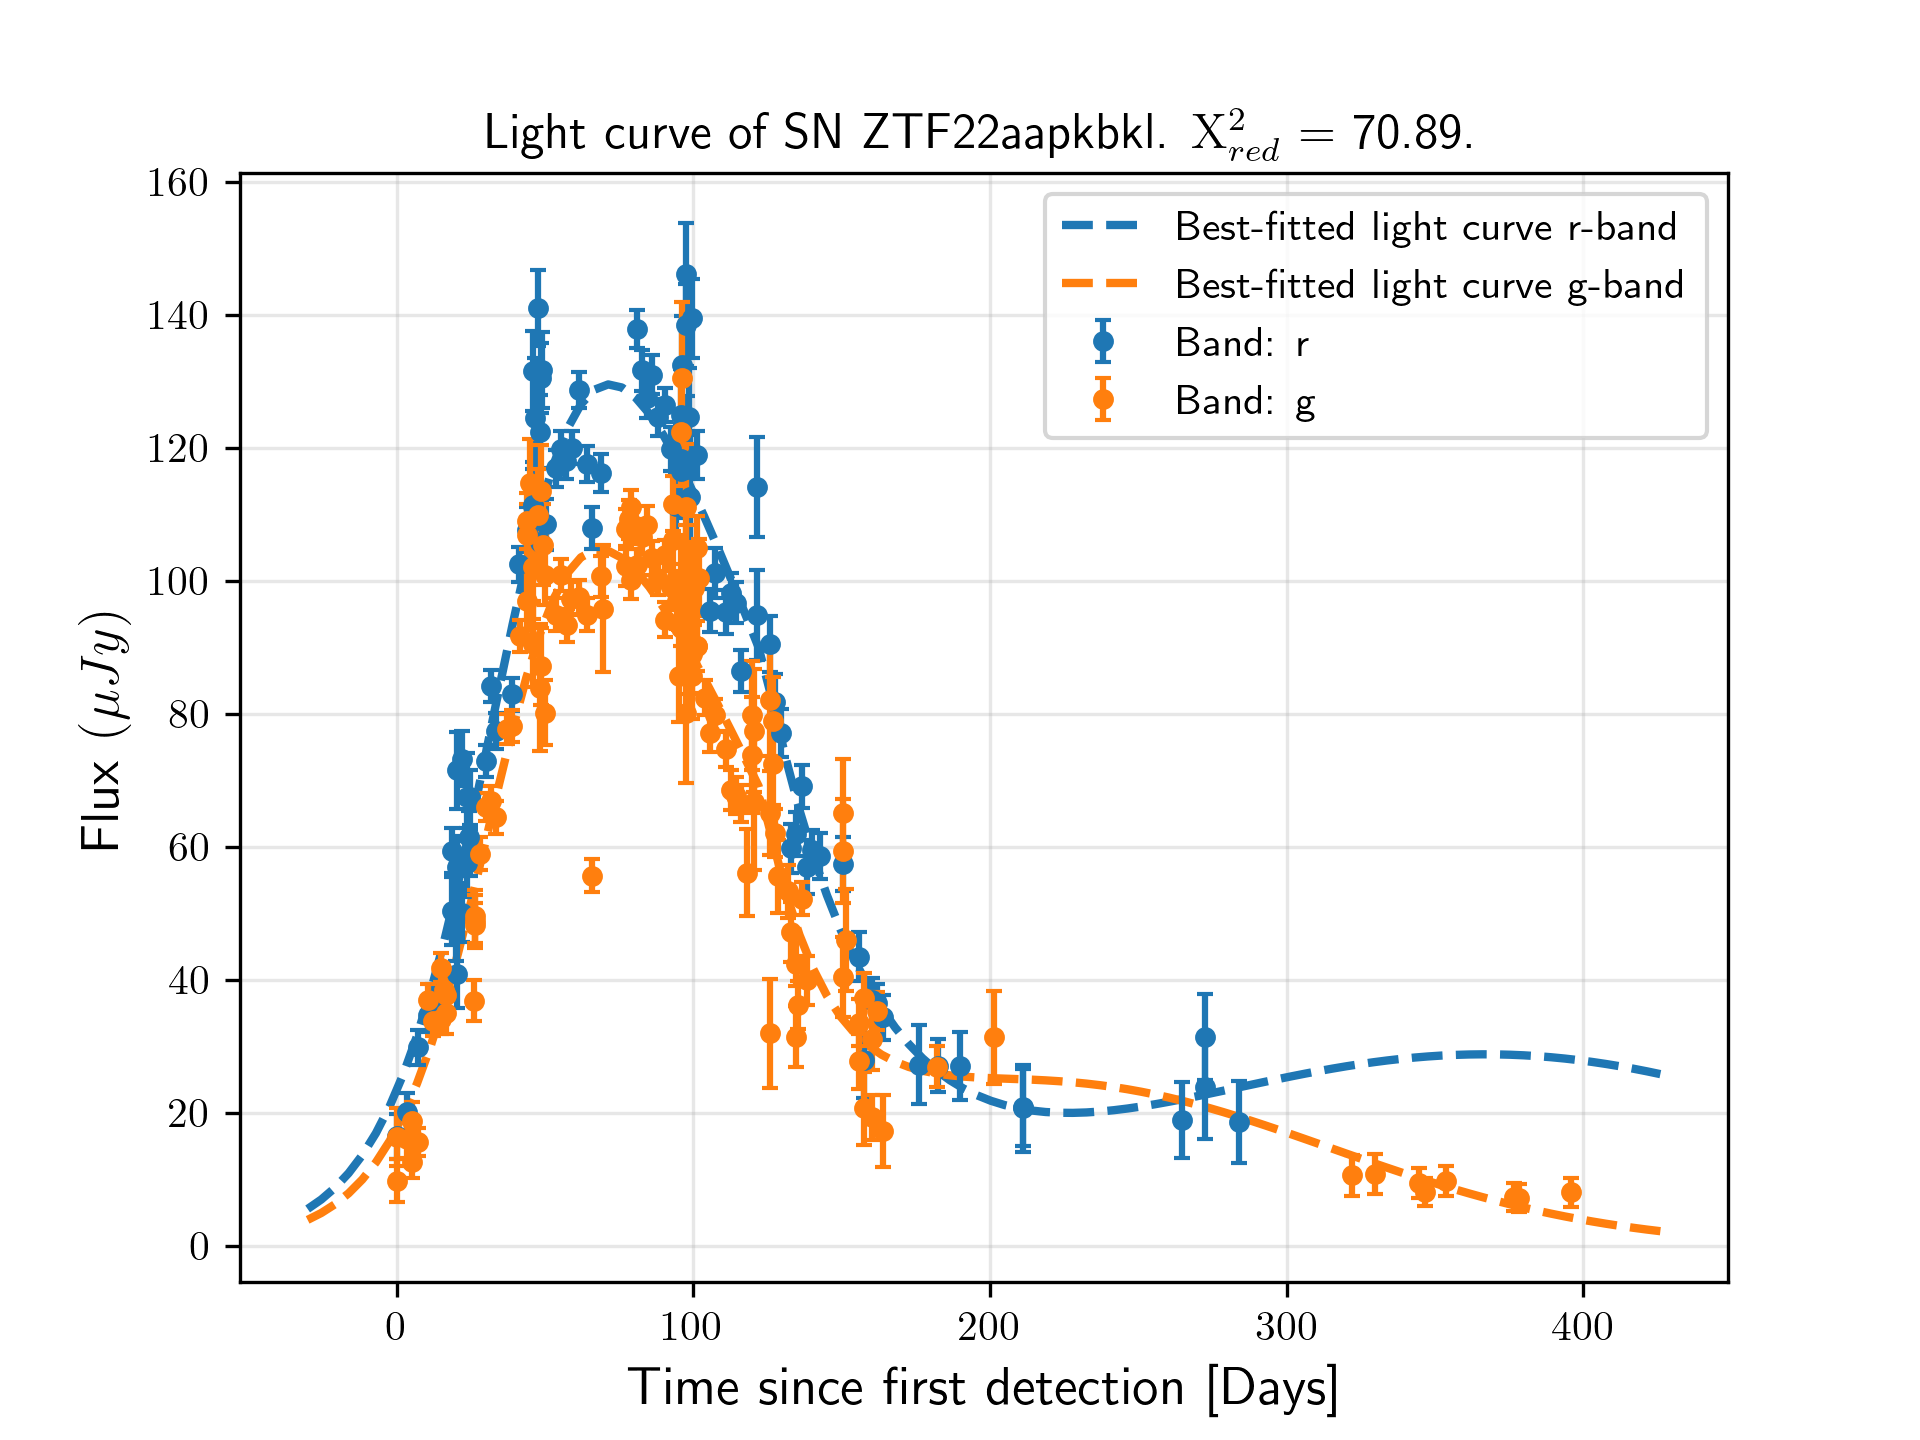 Light curve of SN ZTF22aapkbkl. Χ²_red = 70.89.
Best-fitted light curve r-band
Best-fitted light curve g-band
Band: r
Band: g
160
140
120
100
80
60
40
20
0
Flux (μJy)
0 100 200 300 400
Time since first detection [Days]